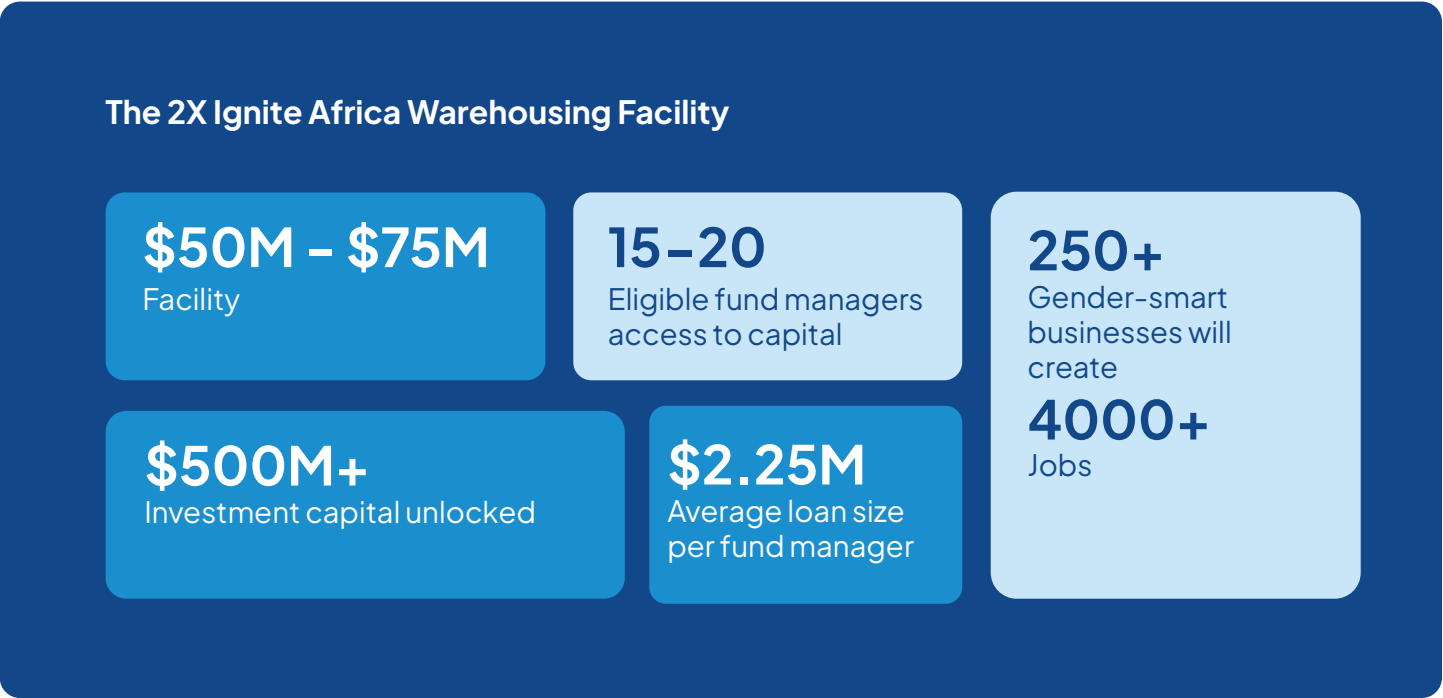 The 2X Ignite Africa Warehousing Facility
$50M – $75M
Facility
15–20
Eligible fund managers
access to capital
250+
Gender-smart
businesses will
create
4000+
Jobs
$500M+
Investment capital unlocked
$2.25M
Average loan size
per fund manager